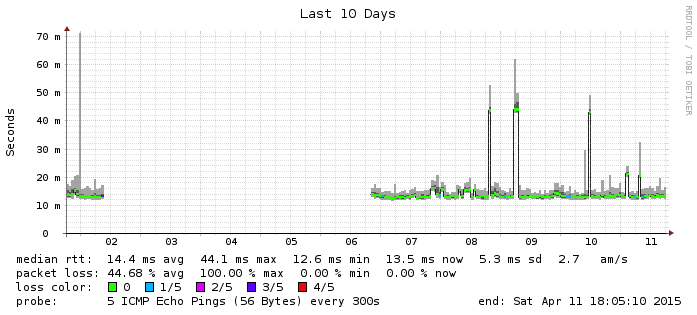 Last 10 Days
RRDTOOL / TOBI OETIKER
Seconds
70 m
60 m
50 m
40 m
30 m
20 m
10 m
0
02 03 04 05 06 07 08 09 10 11
median rtt: 14.4 ms avg 44.1 ms max 12.6 ms min 13.5 ms now 5.3 ms sd 2.7 am/s
packet loss: 44.68 % avg 100.00 % max 0.00 % min 0.00 % now
loss color: 0 1/5 2/5 3/5 4/5
probe: 5 ICMP Echo Pings (56 Bytes) every 300s end: Sat Apr 11 18:05:10 2015